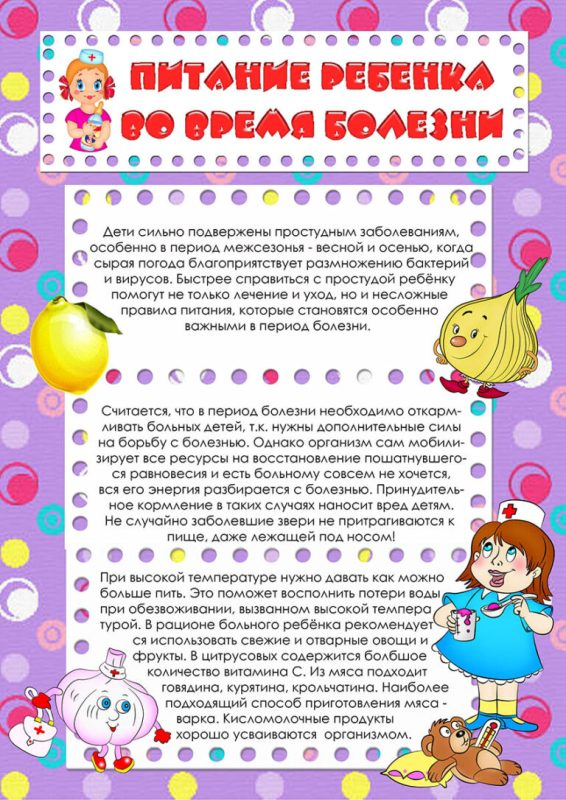 ПИТАНИЕ РЕБЕНКА
ВО ВРЕМЯ БОЛЕЗНИ
Дети сильно подвержены простудным заболеваниям,
особенно в период межсезонья - весной и осенью, когда
сырая погода благоприятствует размножению бактерий
и вирусов. Быстрее справиться с простудой ребёнку
помогут не только лечение и уход, но и несложные
правила питания, которые становятся особенно
важными в период болезни.
Считается, что в период болезни необходимо откарм-
ливать больных детей, т.к. нужны дополнительные силы
на борьбу с болезнью. Однако организм сам мобили-
зирует все ресурсы на восстановление пошатнувшего-
ся равновесия и есть больному совсем не хочется,
вся его энергия разбирается с болезнью. Принудитель-
ное кормление в таких случаях наносит вред детям.
Не случайно заболевшие звери не притрагиваются к
пище, даже лежащей под носом!
При высокой температуре нужно давать как можно
больше пить. Это поможет восполнить потери воды
при обезвоживании, вызванном высокой темпера
турой. В рационе больного ребёнка рекомендует
ся использовать свежие и отварные овощи и
фрукты. В цитрусовых содержится болбшое
количество витамина С. Из мяса подходит
говядина, курятина, крольчатина. Наиболее
подходящий способ приготовления мяса -
варка. Кисломолочные продукты
хорошо усваиваются организмом.